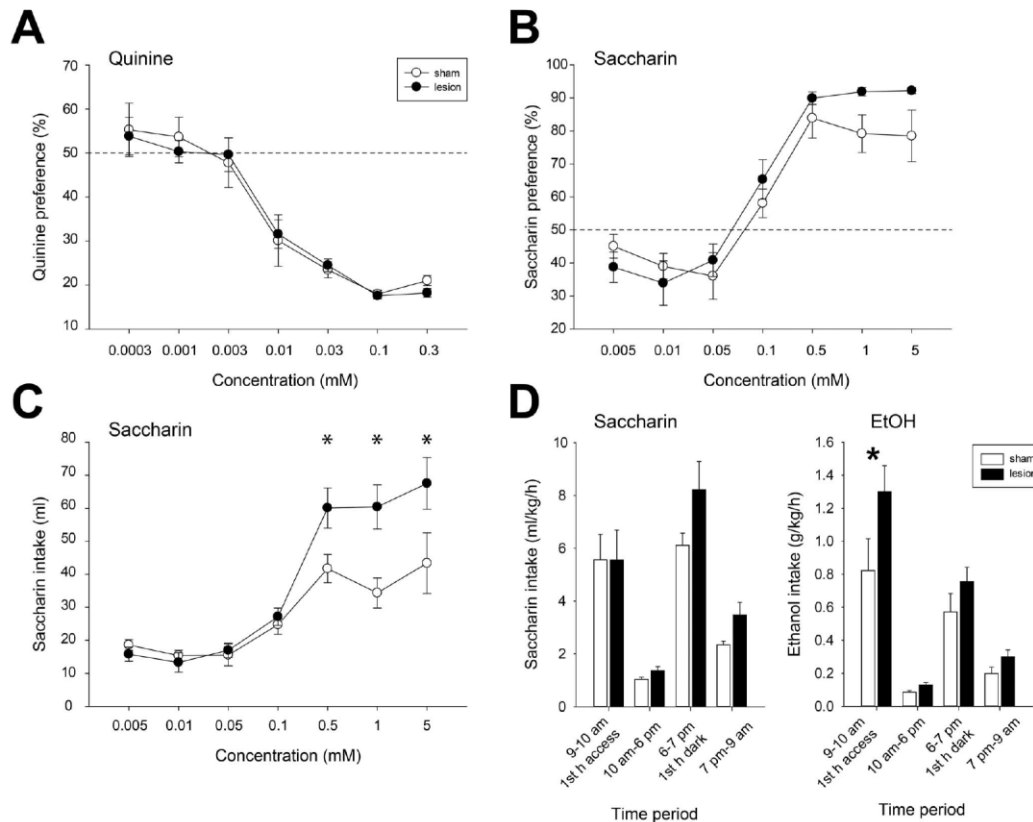 A
Quinine
sham
lesion
70
60
50
40
30
20
10
Quinine preference (%)
0.0003 0.001 0.003 0.01 0.03 0.1 0.3
Concentration (mM)
B
Saccharin
100
90
80
70
60
50
40
30
20
Saccharin preference (%)
0.005 0.01 0.05 0.1 0.5 1 5
Concentration (mM)
C
Saccharin
80
70
60
50
40
30
20
10
0
Saccharin intake (ml)
* * *
0.005 0.01 0.05 0.1 0.5 1 5
Concentration (mM)
D
Saccharin
10
8
6
4
2
0
Saccharin intake (ml/kg/h)
9-10 am
1st h access
10 am-6 pm
6-7 pm
1st h dark
7 pm-9 am
Time period
EtOH
sham
lesion
*
1.6
1.4
1.2
1.0
0.8
0.6
0.4
0.2
0.0
Ethanol intake (g/kg/h)
9-10 am
1st h access
10 am-6 pm
6-7 pm
1st h dark
7 pm-9 am
Time period